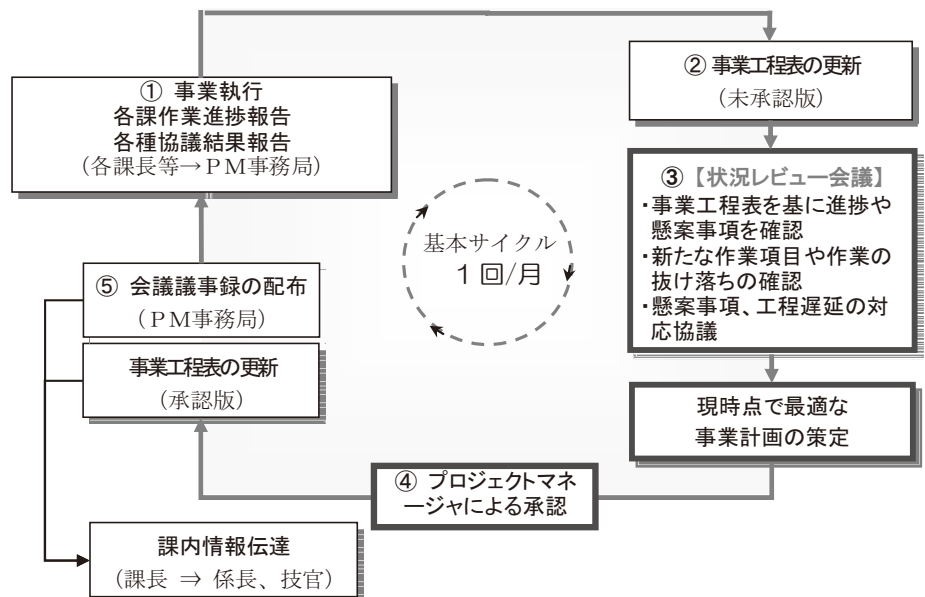 ① 事業執行
各課作業進捗報告
各種協議結果報告
(各課長等→ＰＭ事務局)
② 事業工程表の更新
(未承認版)
③ 【状況レビュー会議】
・事業工程表を基に進捗や
懸案事項を確認
・新たな作業項目や作業の
抜け落ちの確認
・懸案事項、工程遅延の対
応協議
基本サイクル
１回/月
現時点で最適な
事業計画の策定
④ プロジェクトマネ
ージャによる承認
⑤ 会議議事録の配布
(ＰＭ事務局)
事業工程表の更新
(承認版)
課内情報伝達
(課長 ⇒ 係長、技官)